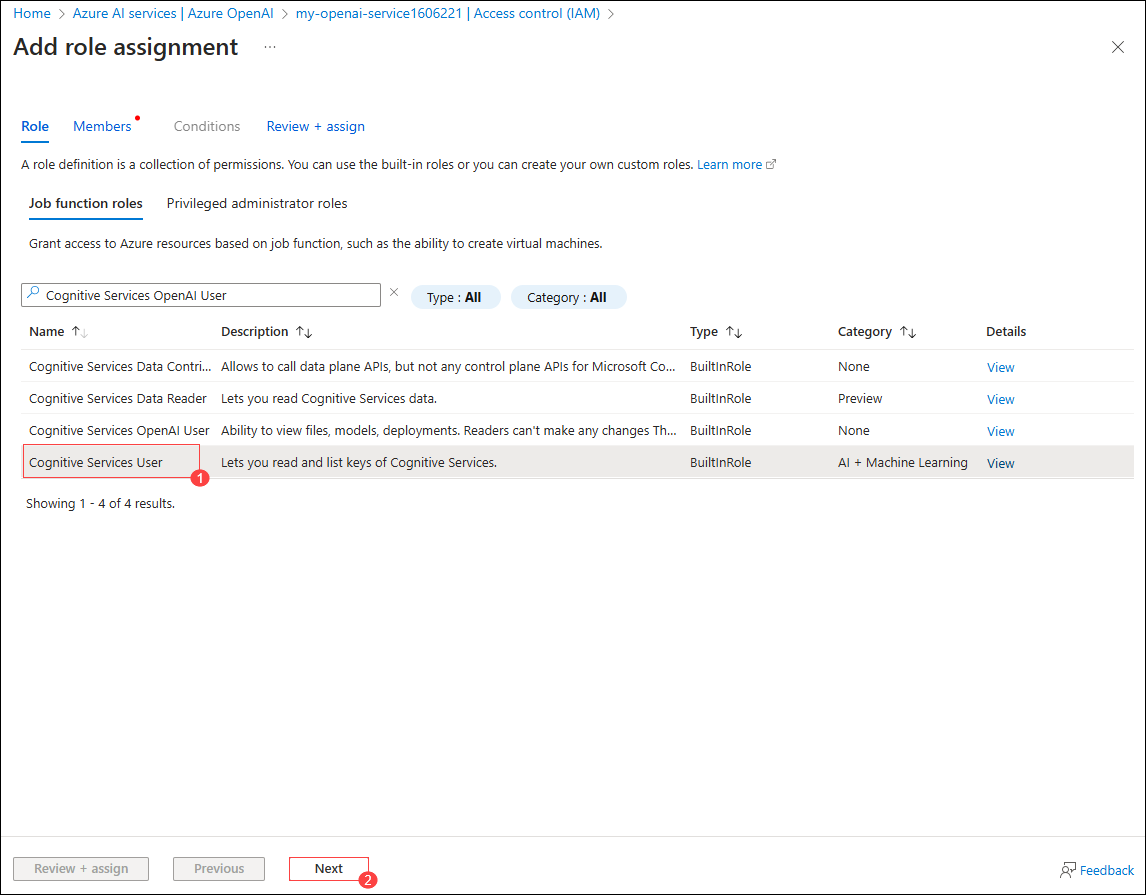 Home > Azure AI services | Azure OpenAI > my-openai-service1606221 | Access control (IAM) >
Add role assignment ...
Role Members Conditions Review + assign
A role definition is a collection of permissions. You can use the built-in roles or you can create your own custom roles. Learn more
Job function roles Privileged administrator roles
Grant access to Azure resources based on job function, such as the ability to create virtual machines.
Cognitive Services OpenAI User Type : All Category : All
Name ↑↓ Description ↑↓ Type ↑↓ Category ↑↓ Details
Cognitive Services Data Contri... Allows to call data plane APIs, but not any control plane APIs for Microsoft Co... BuiltInRole None View
Cognitive Services Data Reader Lets you read Cognitive Services data. BuiltInRole Preview View
Cognitive Services OpenAI User Ability to view files, models, deployments. Readers can't make any changes Th... BuiltInRole None View
Cognitive Services User Lets you read and list keys of Cognitive Services. BuiltInRole AI + Machine Learning View
1
Showing 1 - 4 of 4 results.
Review + assign Previous Next Feedback
2